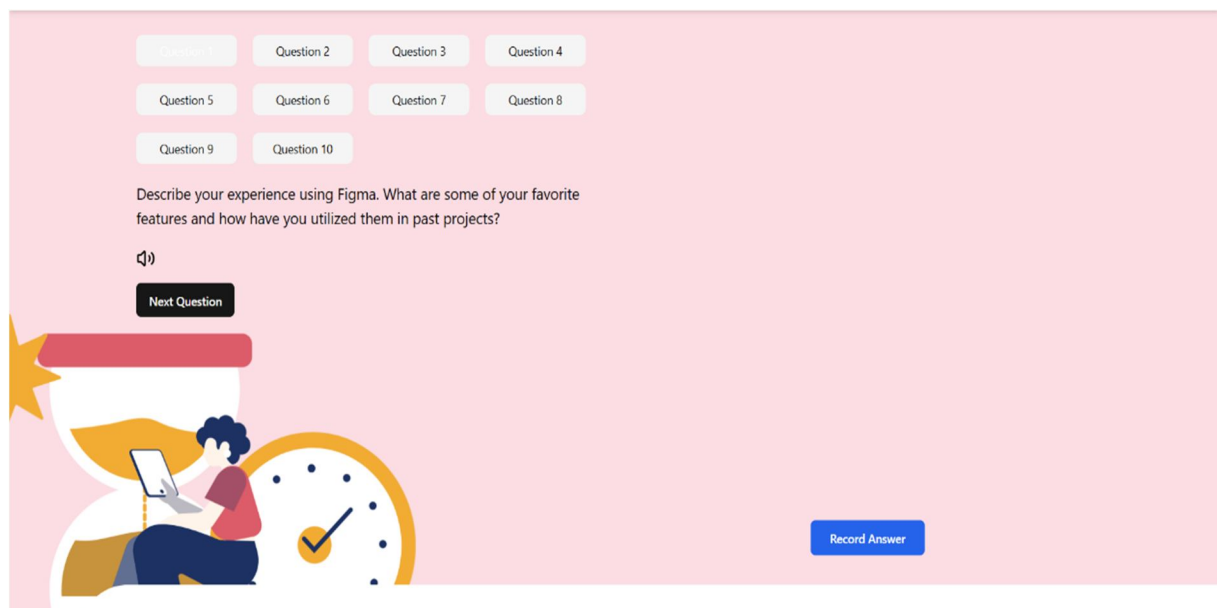 Question 1
Question 2
Question 3
Question 4
Question 5
Question 6
Question 7
Question 8
Question 9
Question 10
Describe your experience using Figma. What are some of your favorite
features and how have you utilized them in past projects?
Next Question
Record Answer